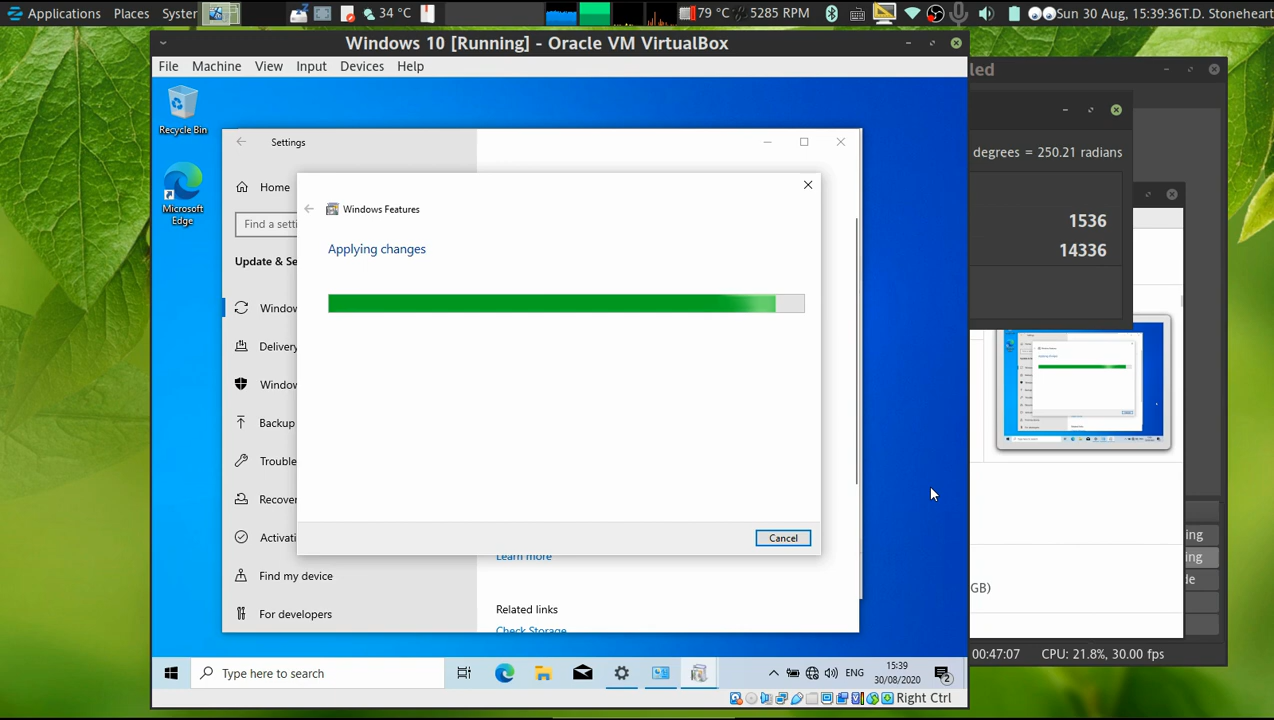 Applications Places Syster 34 °C 79 °C 5285 RPM Sun 30 Aug, 15:39:36 T.D. Stoneheart
Windows 10 [Running] - Oracle VM VirtualBox
led
File Machine View Input Devices Help
Recycle Bin
Microsoft
Edge
Settings
Home
Find a setti
Update & Se
Window
Delivery
Window
Backup
Trouble
Recover
Activati
Find my device
For developers
Windows Features
Applying changes
Cancel
Learn more
Related links
Check Storage
degrees = 250.21 radians
1536
14336
ing
ing
de
GB)
00:47:07 CPU: 21.8%, 30.00 fps
Type here to search
ENG
15:39
30/08/2020
2
Right Ctrl